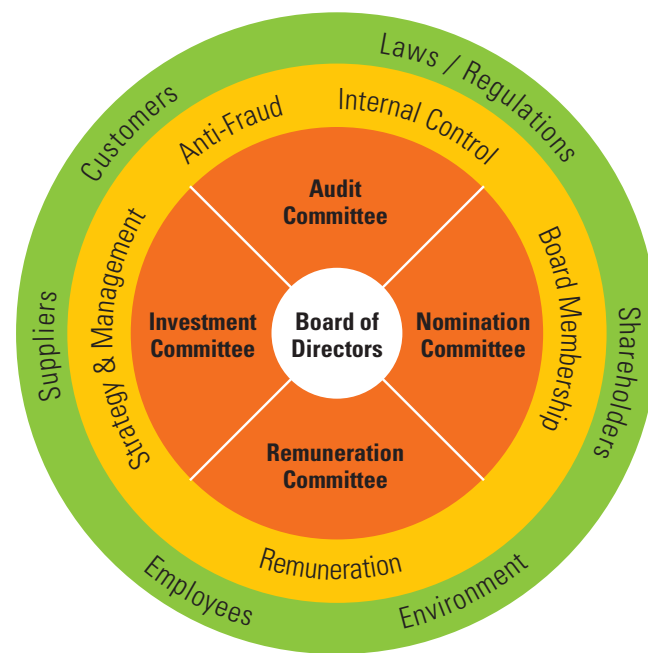 Laws / Regulations
Customers
Anti-Fraud
Internal Control
Audit
Committee
Strategy & Management
Board Membership
Suppliers
Investment
Committee
Board of
Directors
Nomination
Committee
Shareholders
Remuneration
Committee
Remuneration
Employees
Environment